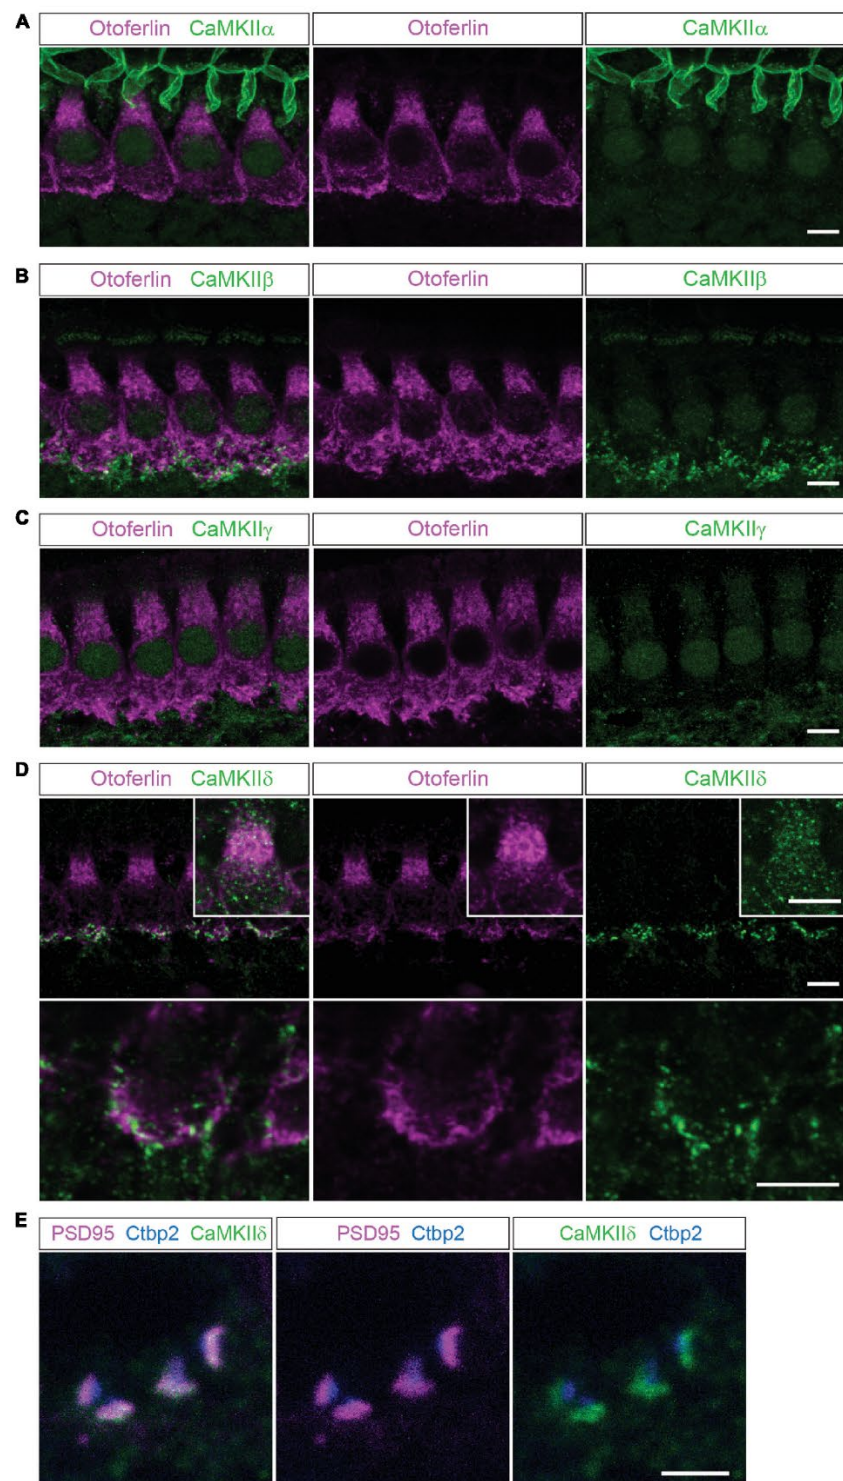 A
Otoferlin CaMKIIα
Otoferlin
CaMKIIα
B
Otoferlin CaMKIIβ
Otoferlin
CaMKIIβ
C
Otoferlin CaMKIIγ
Otoferlin
CaMKIIγ
D
Otoferlin CaMKIIδ
Otoferlin
CaMKIIδ
E
PSD95 Ctbp2 CaMKIIδ
PSD95 Ctbp2
CaMKIIδ Ctbp2